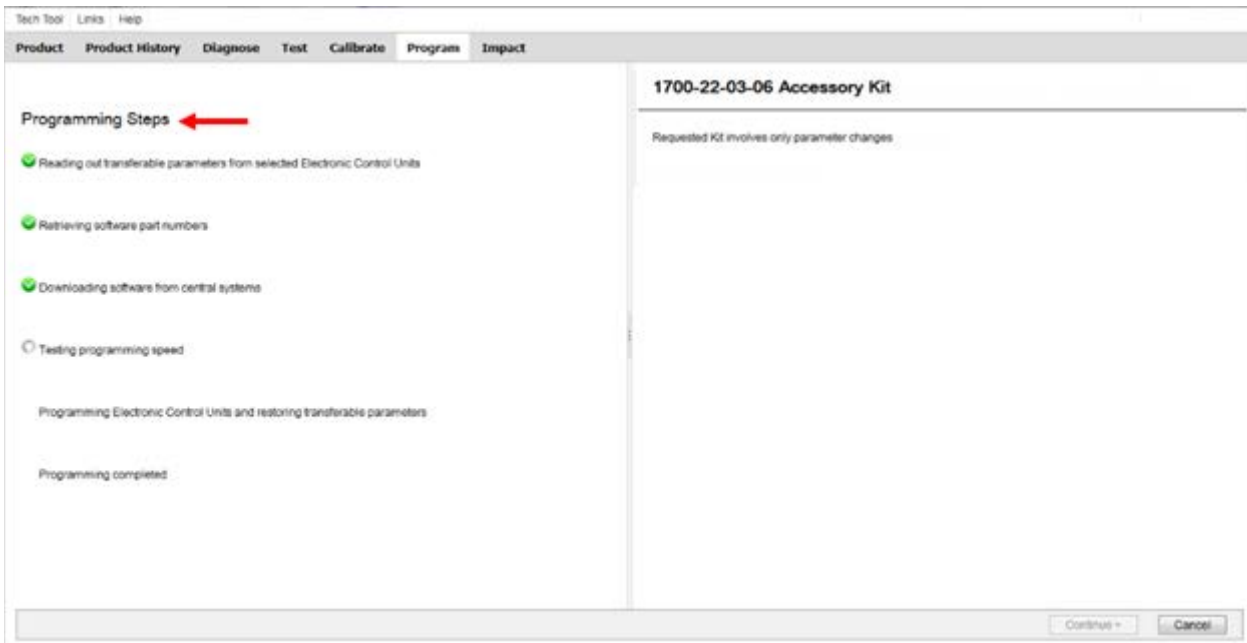 Tech Tool Links Help
Product Product History Diagnose Test Calibrate Program Impact
Programming Steps
Reading out transferable parameters from selected Electronic Control Units
Retrieving software part numbers
Downloading software from central systems
Testing programming speed
Programming Electronic Control Units and restoring transferable parameters
Programming completed
1700-22-03-06 Accessory Kit
Requested Kit involves only parameter changes
Continue Cancel